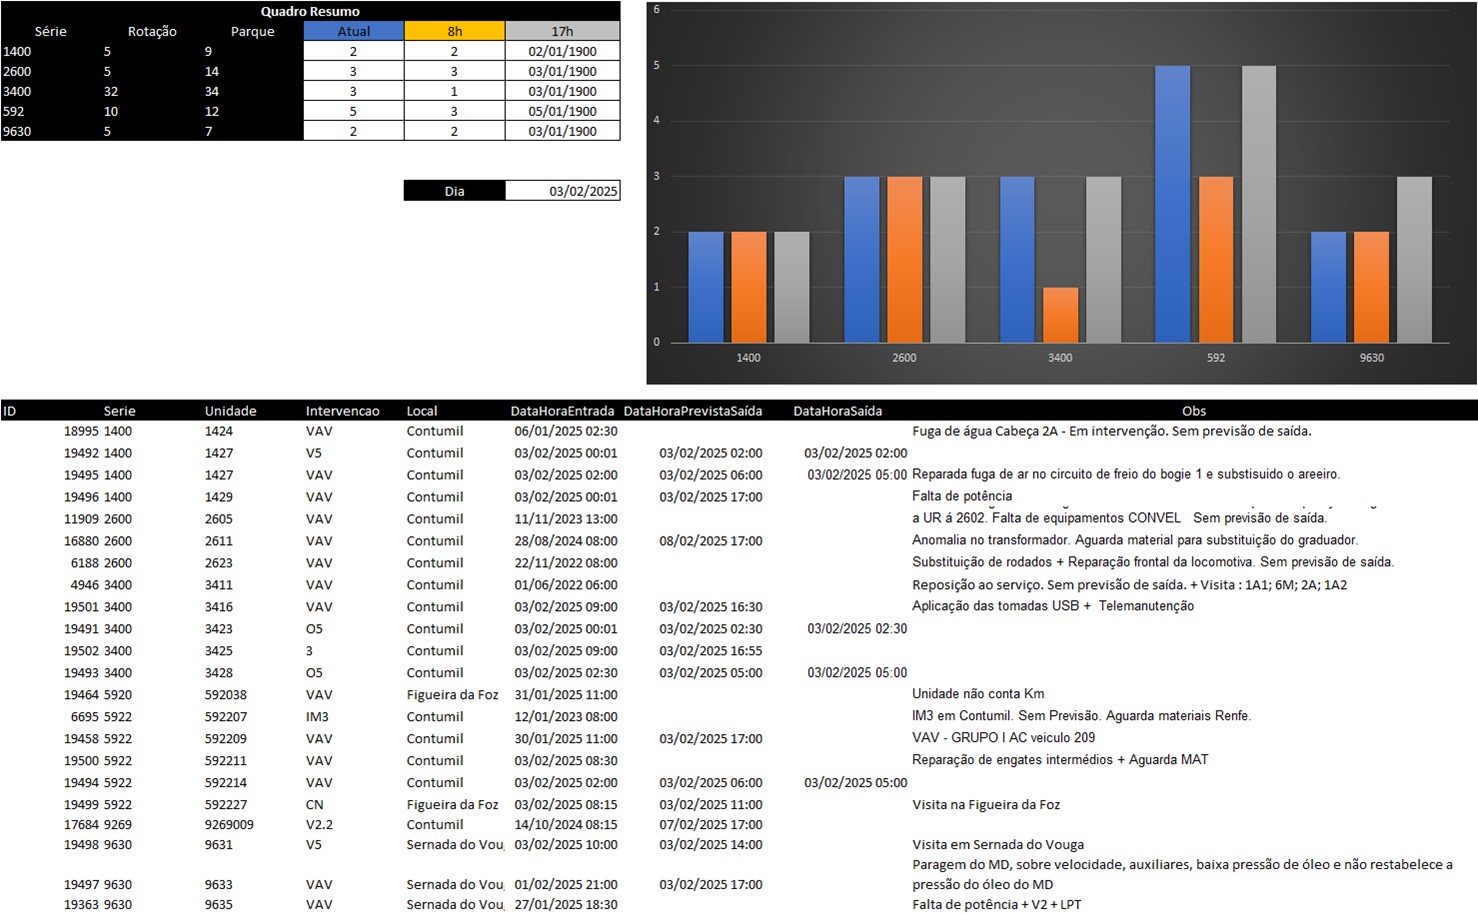 Quadro Resumo
Série Rotação Parque Atual 8h 17h
1400 5 9 2 2 02/01/1900
2600 5 14 3 3 03/01/1900
3400 32 34 3 1 03/01/1900
592 10 12 5 3 05/01/1900
9630 5 7 2 2 03/01/1900
Dia 03/02/2025
6
5
4
3
2
1
0
1400 2600 3400 592 9630
ID Serie Unidade Intervencao Local DataHoraEntrada DataHoraPrevistaSaída DataHoraSaída Obs
18995 1400 1424 VAV Contumil 06/01/2025 02:30 Fuga de água Cabeça 2A - Em intervenção. Sem previsão de saída.
19492 1400 1427 V5 Contumil 03/02/2025 00:01 03/02/2025 02:00 03/02/2025 02:00
19495 1400 1427 VAV Contumil 03/02/2025 02:00 03/02/2025 06:00 03/02/2025 05:00 Reparada fuga de ar no circuito de freio do bogie 1 e substisuido o areeiro.
19496 1400 1429 VAV Contumil 03/02/2025 00:01 03/02/2025 17:00 Falta de potência
11909 2600 2605 VAV Contumil 11/11/2023 13:00 a UR á 2602. Falta de equipamentos CONVEL Sem previsão de saída.
16880 2600 2611 VAV Contumil 28/08/2024 08:00 08/02/2025 17:00 Anomalia no transformador. Aguarda material para substituição do graduador.
6188 2600 2623 VAV Contumil 22/11/2022 08:00 Substituição de rodados + Reparação frontal da locomotiva. Sem previsão de saída.
4946 3400 3411 VAV Contumil 01/06/2022 06:00 Reposição ao serviço. Sem previsão de saída. + Visita : 1A1; 6M; 2A; 1A2
19501 3400 3416 VAV Contumil 03/02/2025 09:00 03/02/2025 16:30 Aplicação das tomadas USB + Telemanutenção
19491 3400 3423 O5 Contumil 03/02/2025 00:01 03/02/2025 02:30 03/02/2025 02:30
19502 3400 3425 3 Contumil 03/02/2025 09:00 03/02/2025 16:55
19493 3400 3428 O5 Contumil 03/02/2025 02:30 03/02/2025 05:00 03/02/2025 05:00
19464 5920 592038 VAV Figueira da Foz 31/01/2025 11:00 Unidade não conta Km
6695 5922 592207 IM3 Contumil 12/01/2023 08:00 IM3 em Contumil. Sem Previsão. Aguarda materiais Renfe.
19458 5922 592209 VAV Contumil 30/01/2025 11:00 03/02/2025 17:00 VAV - GRUPO I AC veiculo 209
19500 5922 592211 VAV Contumil 03/02/2025 08:30 Reparação de engates intermédios + Aguarda MAT
19494 5922 592214 VAV Contumil 03/02/2025 02:00 03/02/2025 06:00 03/02/2025 05:00
19499 5922 592227 CN Figueira da Foz 03/02/2025 08:15 03/02/2025 11:00 Visita na Figueira da Foz
17684 9269 9269009 V2.2 Contumil 14/10/2024 08:15 07/02/2025 17:00
19498 9630 9631 V5 Sernada do Vou 03/02/2025 10:00 03/02/2025 14:00 Visita em Sernada do Vouga
Paragem do MD, sobre velocidade, auxiliares, baixa pressão de óleo e não restabelece a
19497 9630 9633 VAV Sernada do Vou 01/02/2025 21:00 03/02/2025 17:00 pressão do óleo do MD
19363 9630 9635 VAV Sernada do Vou 27/01/2025 18:30 Falta de potência + V2 + LPT